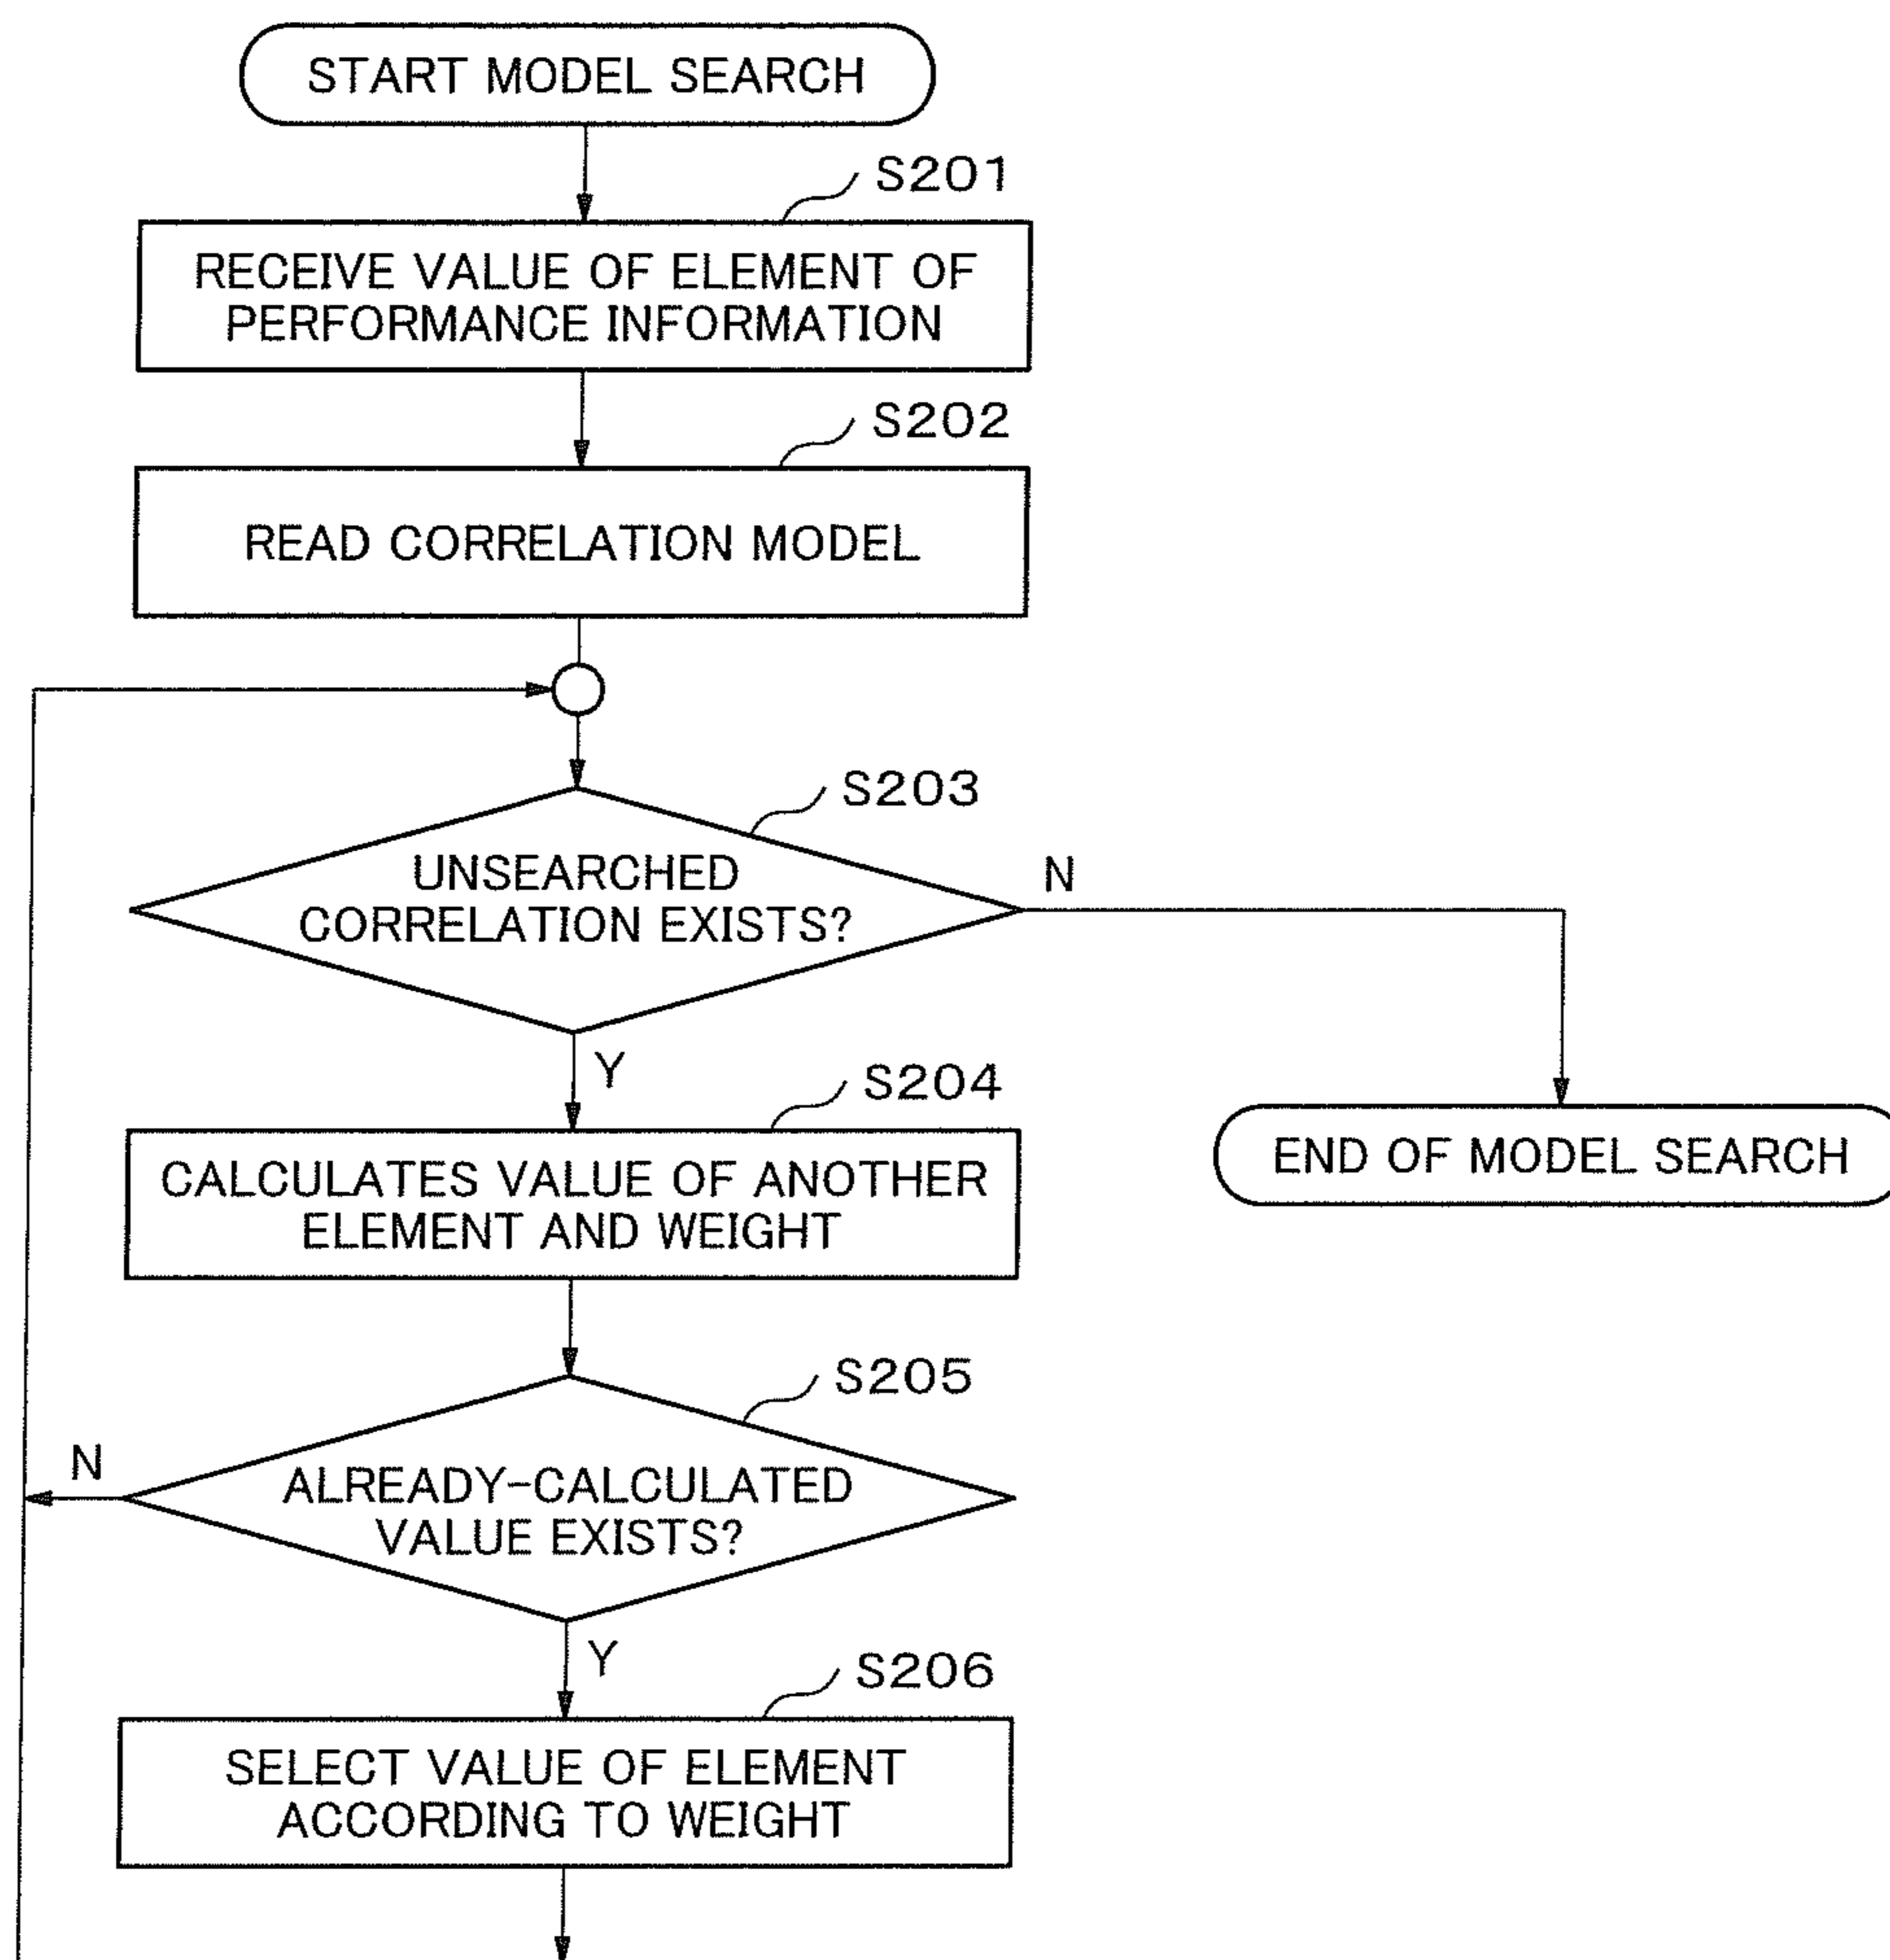 START MODEL SEARCH
S201
RECEIVE VALUE OF ELEMENT OF
PERFORMANCE INFORMATION
S202
READ CORRELATION MODEL
S203
UNSEARCHED
CORRELATION EXISTS?
N
Y
S204
CALCULATES VALUE OF ANOTHER
ELEMENT AND WEIGHT
END OF MODEL SEARCH
S205
N
ALREADY-CALCULATED
VALUE EXISTS?
Y
S206
SELECT VALUE OF ELEMENT
ACCORDING TO WEIGHT